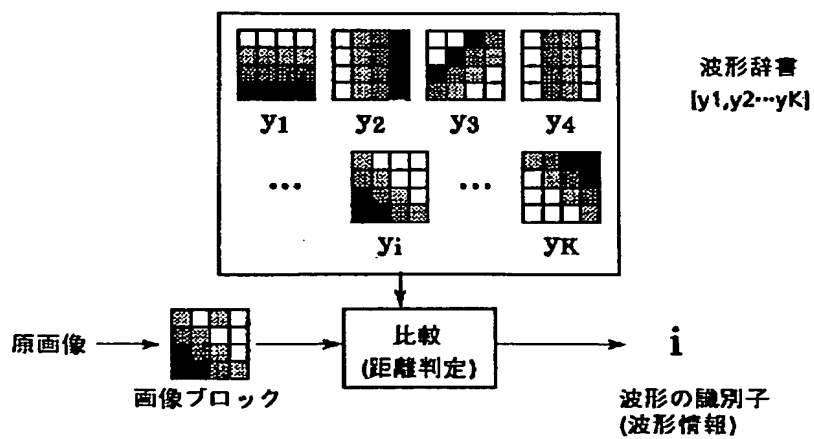 波形辞書
[y1,y2…yK]
y1 y2 y3 y4
… yi … yK
原画像
画像ブロック
比較
(距離判定)
i
波形の識別子
(波形情報)